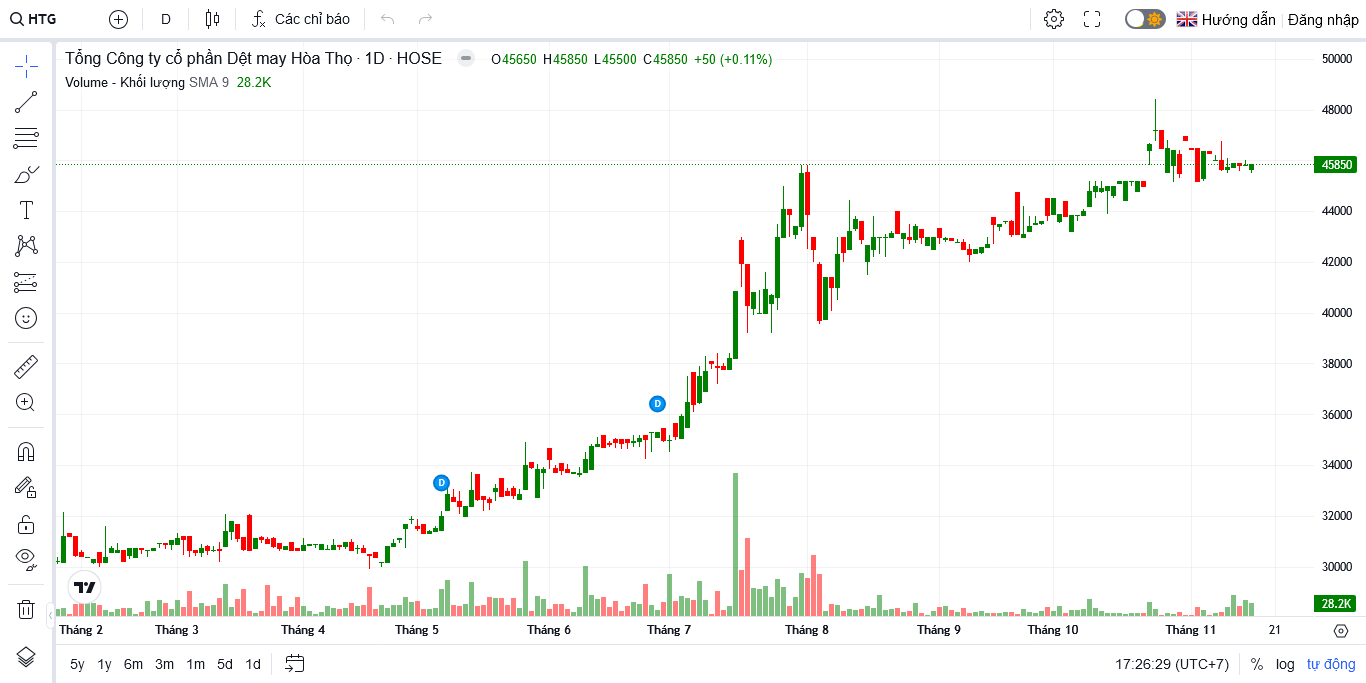 HTG D Các chỉ báo Hướng dẫn Đăng nhập
Tổng Công ty cổ phần Dệt may Hòa Thọ · 1D · HOSE O45650 H45850 L45500 C45850 +50 (+0.11%)
Volume - Khối lượng SMA 9 28.2K
50000
48000
45850
44000
42000
40000
38000
36000
34000
32000
30000
28.2K
D
D
Tháng 2 Tháng 3 Tháng 4 Tháng 5 Tháng 6 Tháng 7 Tháng 8 Tháng 9 Tháng 10 Tháng 11 21
5y 1y 6m 3m 1m 5d 1d 17:26:29 (UTC+7) % log tự động